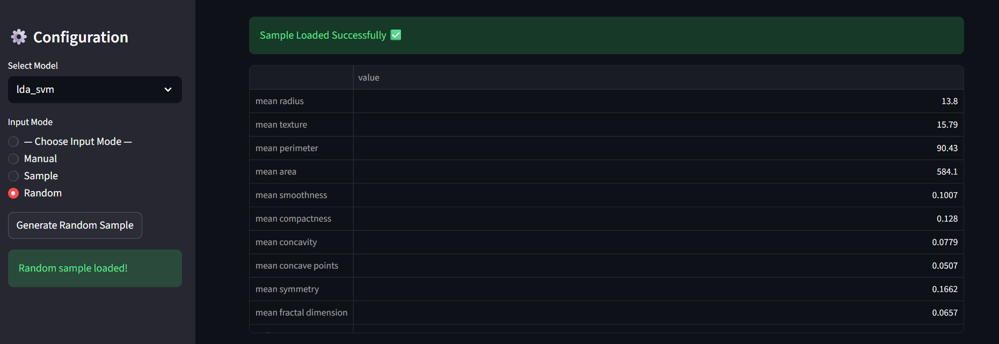 Configuration
Select Model
lda_svm
Input Mode
— Choose Input Mode —
Manual
Sample
Random
Generate Random Sample
Random sample loaded!
Sample Loaded Successfully ✅
value
mean radius 13.8
mean texture 15.79
mean perimeter 90.43
mean area 584.1
mean smoothness 0.1007
mean compactness 0.128
mean concavity 0.0779
mean concave points 0.0507
mean symmetry 0.1662
mean fractal dimension 0.0657